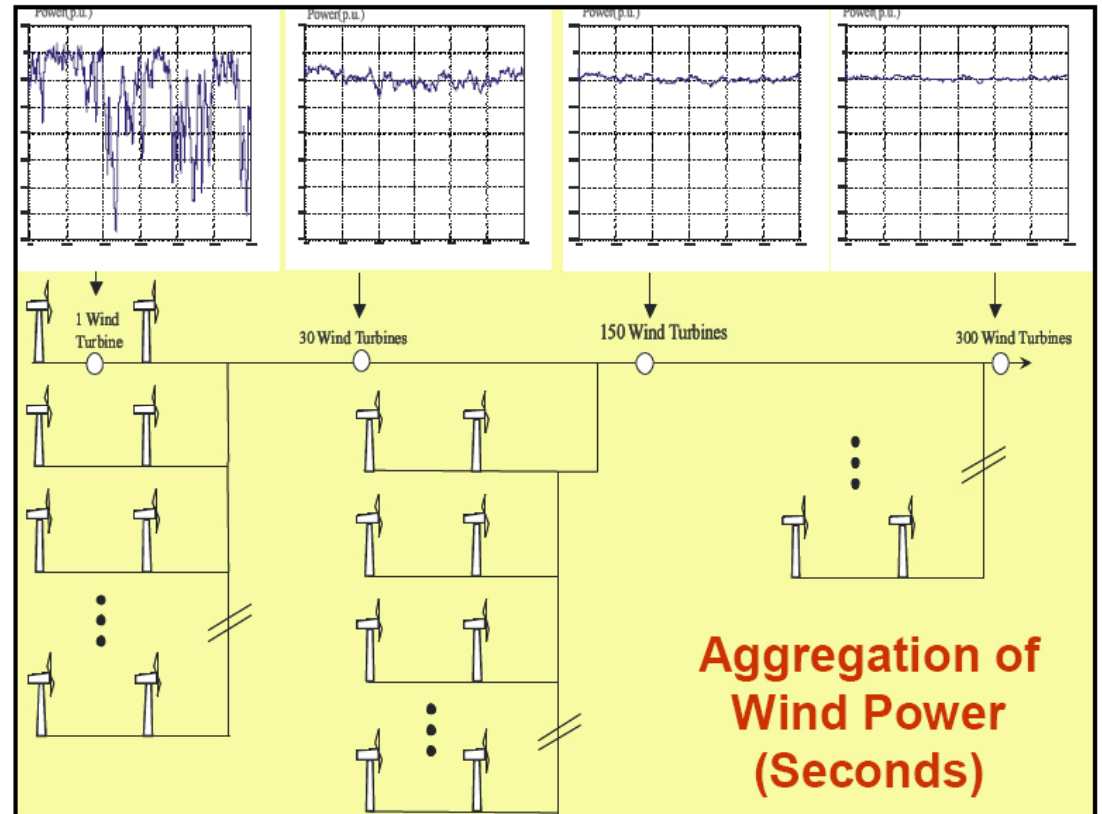 Power(p.u.)
Power(p.u.)
Power(p.u.)
Power(p.u.)
1 Wind
Turbine
30 Wind Turbines
150 Wind Turbines
300 Wind Turbines
Aggregation of
Wind Power
(Seconds)